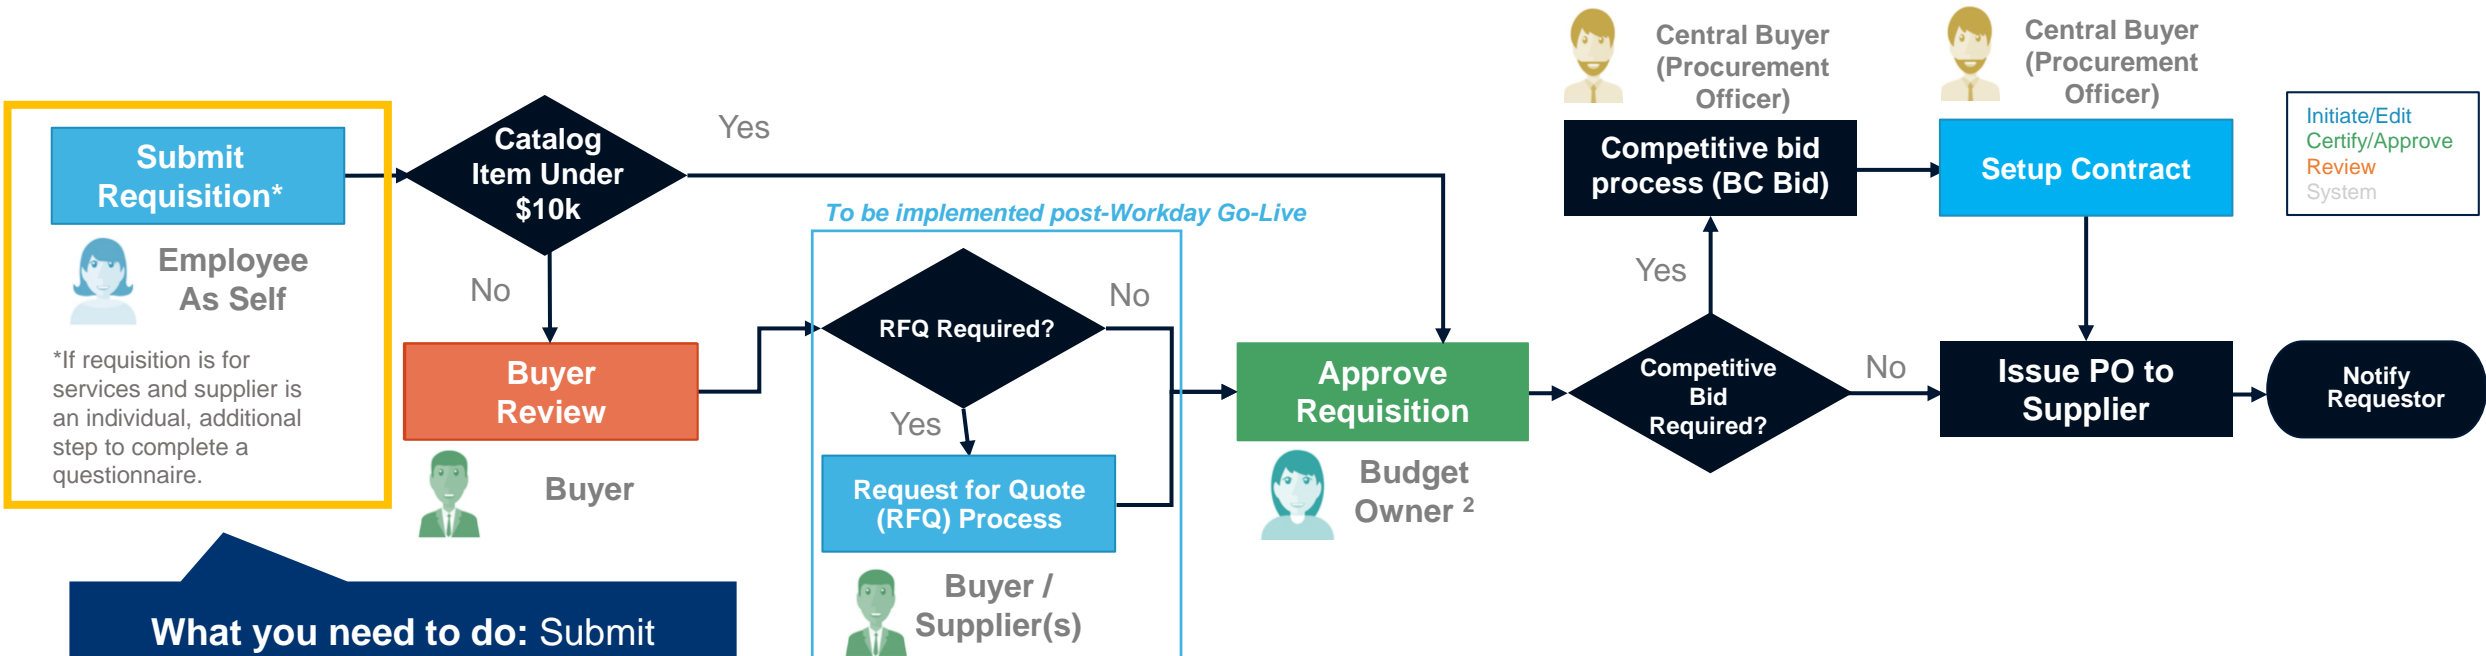 Submit
Requisition*
Employee
As Self
*If requisition is for
services and supplier is
an individual, additional
step to complete a
questionnaire.
What you need to do: Submit
Catalog
Item Under
$10k
Yes
No
Buyer
Review
Buyer
To be implemented post-Workday Go-Live
RFQ Required?
No
Yes
Request for Quote
(RFQ) Process
Buyer /
Supplier(s)
Approve
Requisition
Budget
Owner 2
Competitive
Bid
Required?
Yes
No
Central Buyer
(Procurement
Officer)
Competitive bid
process (BC Bid)
Central Buyer
(Procurement
Officer)
Setup Contract
Issue PO to
Supplier
Notify
Requestor
Initiate/Edit
Certify/Approve
Review
System